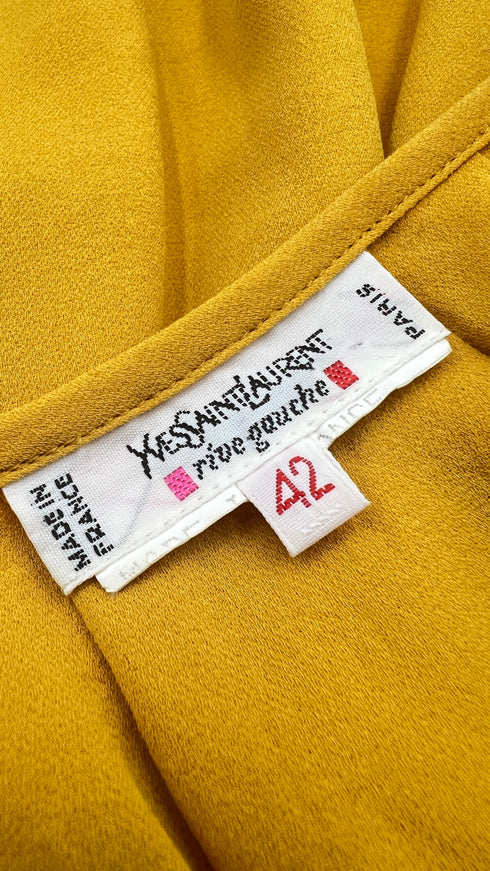 MADE IN
FRANCE
YVESSAINTLAURENT
rive gauche
PARIS
42